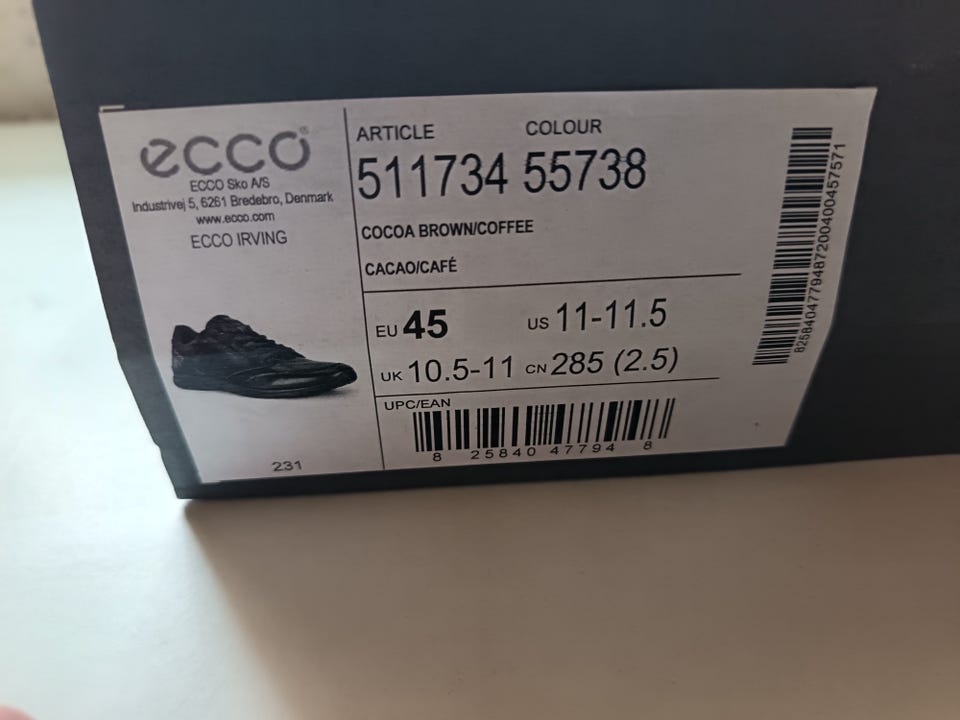 ecco®
ECCO Sko A/S
Industrivej 5, 6261 Bredebro, Denmark
www.ecco.com
ECCO IRVING
231
ARTICLE COLOUR
511734 55738
COCOA BROWN/COFFEE
CACAO/CAFÉ
EU 45 US 11-11.5
UK 10.5-11 CN 285 (2.5)
UPC/EAN
8 25840 47794 8
8258404779487200400457571